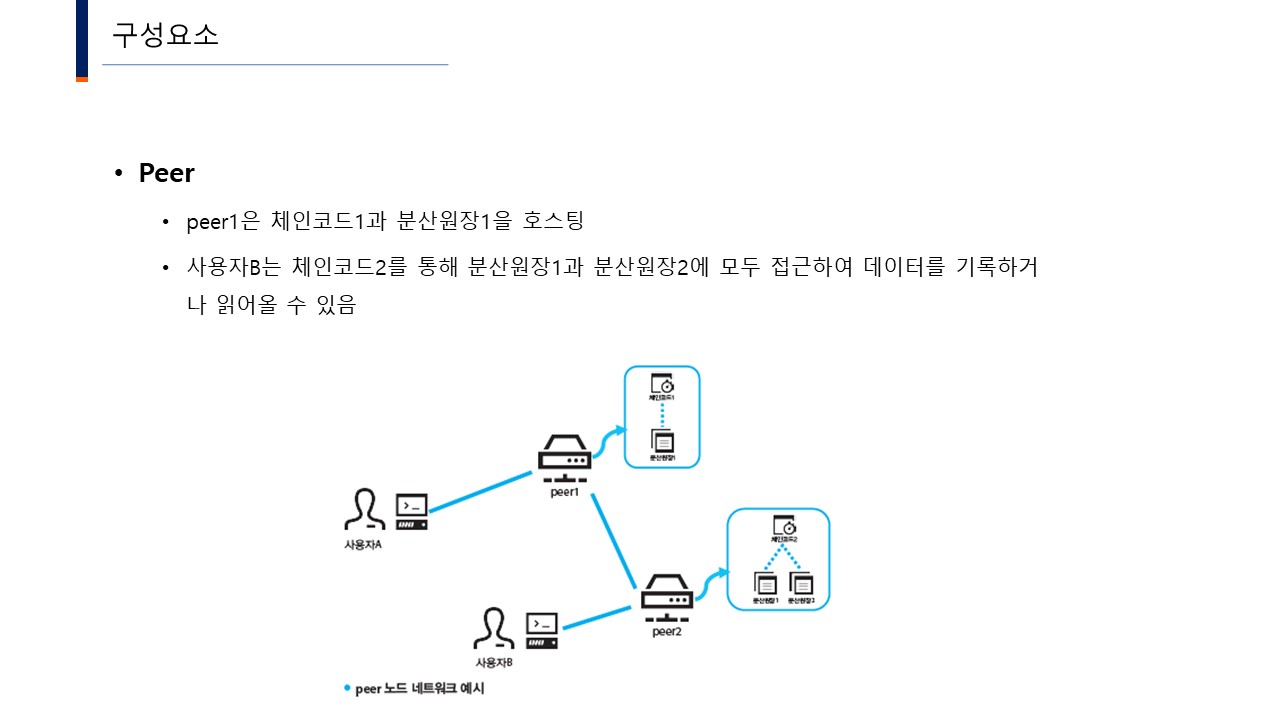 구성요소
• Peer
• peer1은 체인코드1과 분산원장1을 호스팅
• 사용자B는 체인코드2를 통해 분산원장1과 분산원장2에 모두 접근하여 데이터를 기록하거
나 읽어올 수 있음
체인코드1
분산원장1
peer1
사용자A
체인코드2
분산원장1 분산원장2
peer2
사용자B
• peer 노드 네트워크 예시